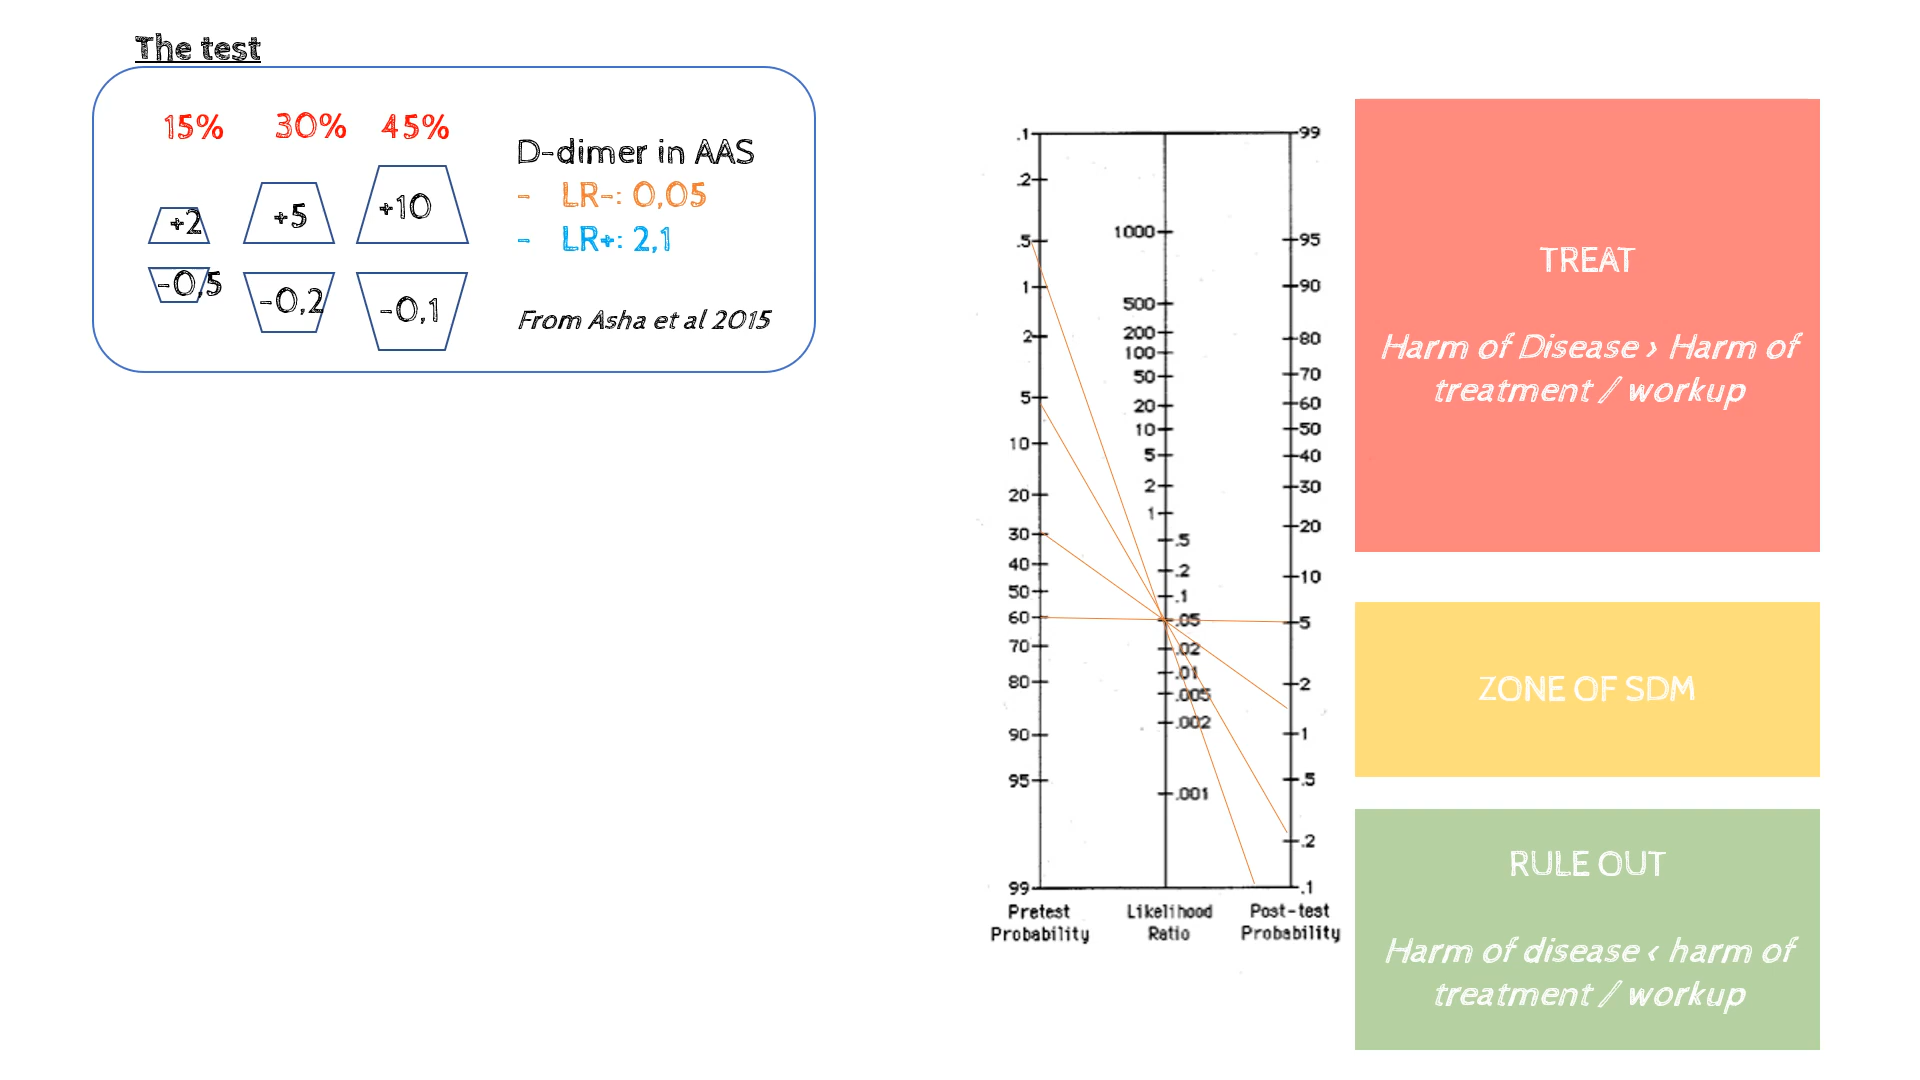 The test
15% 30% 45%
+2 +5 +10
-0,5 -0,2 -0,1
D-dimer in AAS
- LR-: 0,05
- LR+: 2,1
From Asha et al 2015
.1
.2
.5
1
2
5
10
20
30
40
50
60
70
80
90
95
99
Pretest
Probability
1000
500
200
100
50
20
10
5
2
1
.5
.2
.1
.05
.02
.01
.005
.002
.001
Likelihood
Ratio
99
95
90
80
70
60
50
40
30
20
10
5
2
1
.5
.2
.1
Post-test
Probability
TREAT
Harm of Disease > Harm of
treatment / workup
ZONE OF SDM
RULE OUT
Harm of disease < harm of
treatment / workup